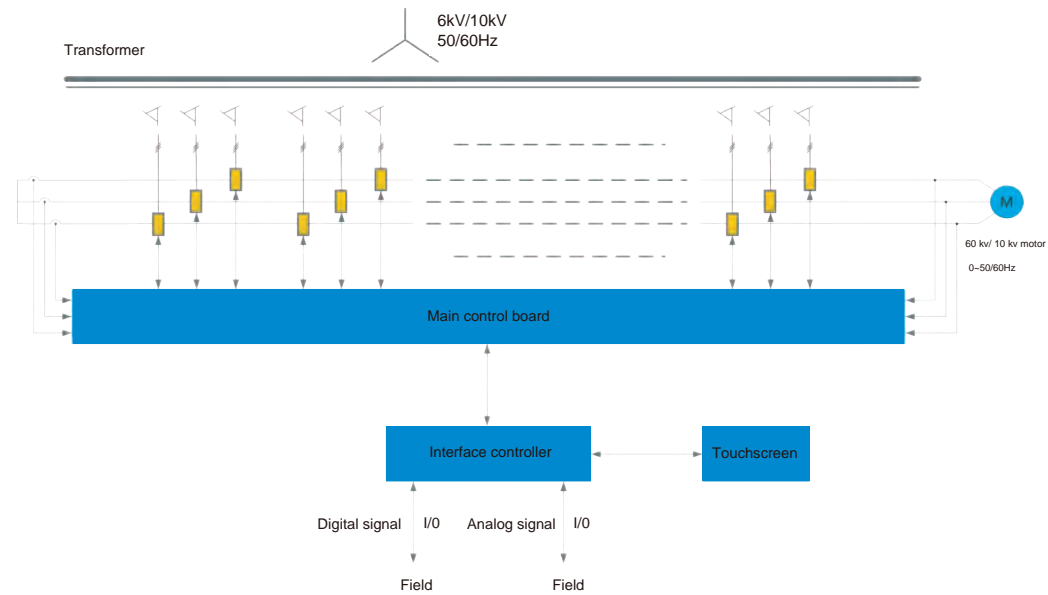 6kV/10kV
50/60Hz
Transformer
M
60 kv/ 10 kv motor
0~50/60Hz
Main control board
Interface controller
Touchscreen
Digital signal I/0
Analog signal I/0
Field
Field